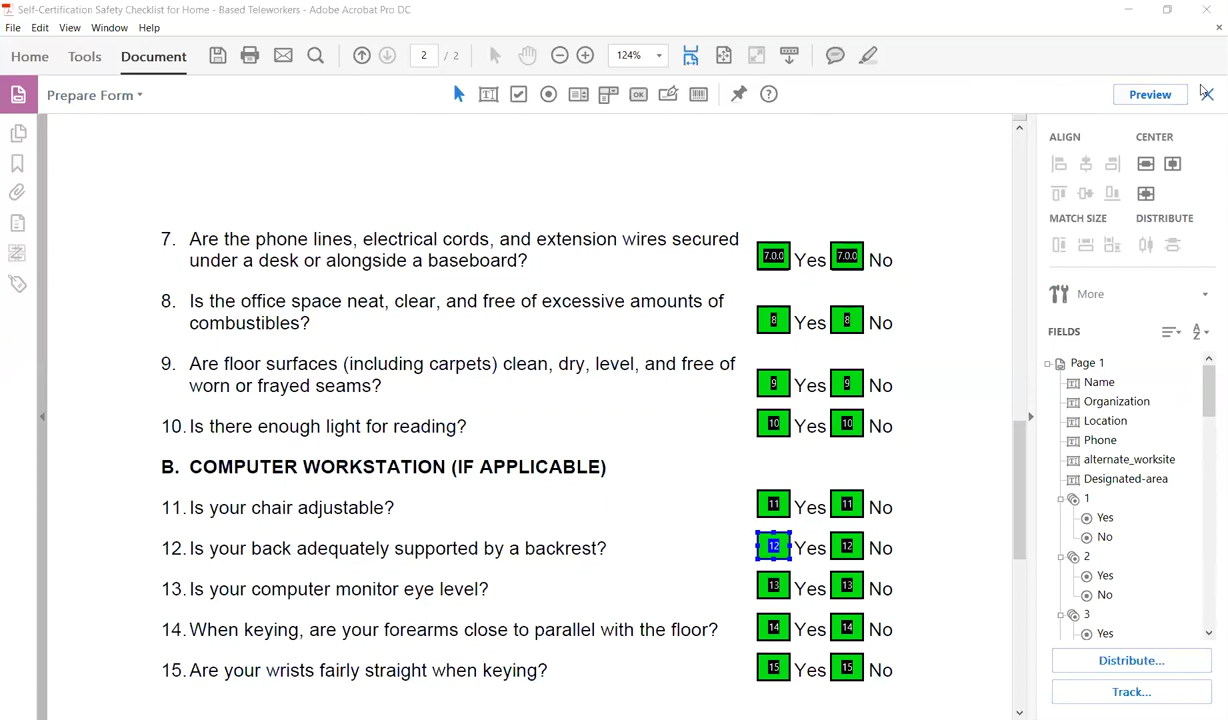 Self-Certification Safety Checklist for Home - Based Teleworkers - Adobe Acrobat Pro DC
File Edit View Window Help
Home Tools Document 2 / 2 124%
Prepare Form OK Preview
ALIGN CENTER
MATCH SIZE DISTRIBUTE
More
FIELDS
Page 1
Name
Organization
Location
Phone
alternate_worksite
Designated-area
1
Yes
No
2
Yes
No
3
Yes
Distribute...
Track...
7. Are the phone lines, electrical cords, and extension wires secured
under a desk or alongside a baseboard? 7.0.0 Yes 7.0.0 No
8. Is the office space neat, clear, and free of excessive amounts of
combustibles? 8 Yes 8 No
9. Are floor surfaces (including carpets) clean, dry, level, and free of
worn or frayed seams? 9 Yes 9 No
10. Is there enough light for reading? 10 Yes 10 No
B. COMPUTER WORKSTATION (IF APPLICABLE)
11. Is your chair adjustable? 11 Yes 11 No
12. Is your back adequately supported by a backrest? 12 Yes 12 No
13. Is your computer monitor eye level? 13 Yes 13 No
14. When keying, are your forearms close to parallel with the floor? 14 Yes 14 No
15. Are your wrists fairly straight when keying? 15 Yes 15 No